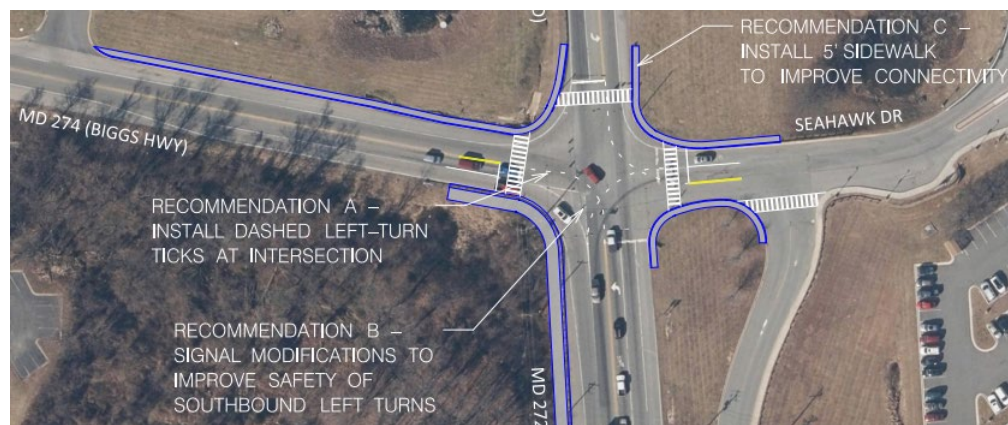 D)
RECOMMENDATION C –
INSTALL 5' SIDEWALK
TO IMPROVE CONNECTIVITY
MD 274 (BIGGS HWY)
SEAHAWK DR
RECOMMENDATION A –
INSTALL DASHED LEFT–TURN
TICKS AT INTERSECTION
RECOMMENDATION B –
SIGNAL MODIFICATIONS TO
IMPROVE SAFETY OF
SOUTHBOUND LEFT TURNS
MD 272